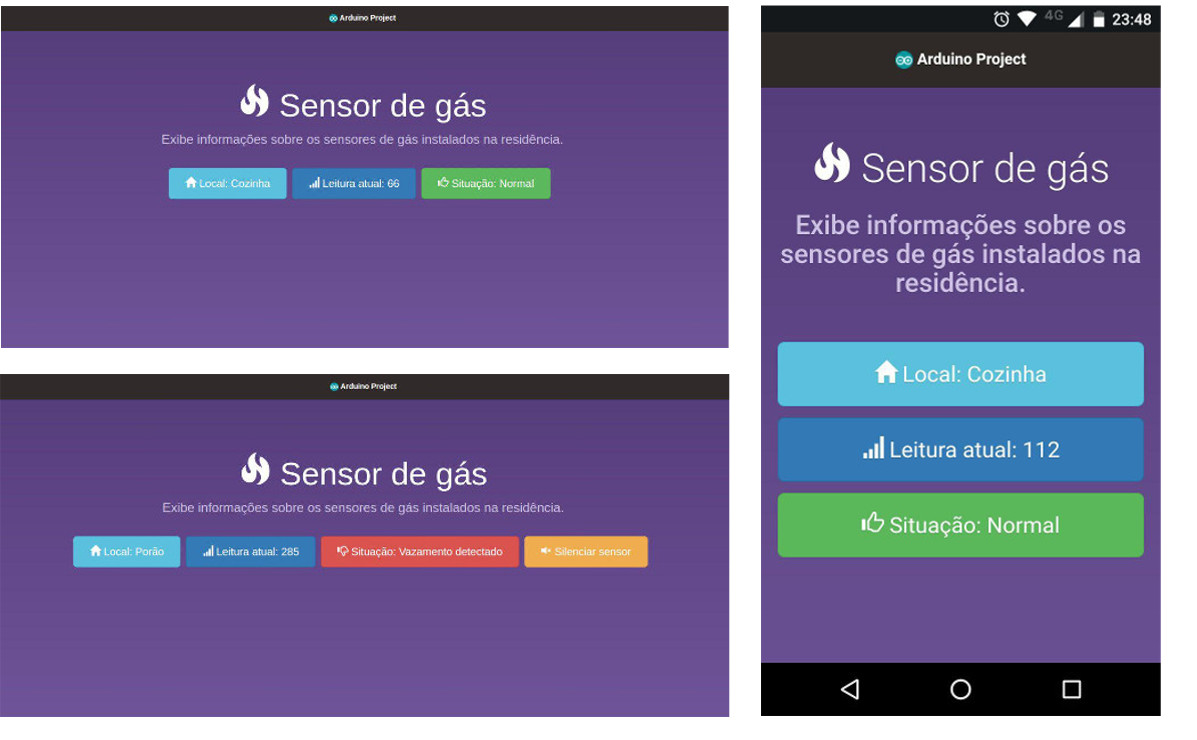 Arduino Project
Sensor de gás
Exibe informações sobre os sensores de gás instalados na residência.
Local: Cozinha
Leitura atual: 66
Situação: Normal
Arduino Project
Sensor de gás
Exibe informações sobre os sensores de gás instalados na residência.
Local: Porão
Leitura atual: 285
Situação: Vazamento detectado
Silenciar sensor
4G 23:48
Arduino Project
Sensor de gás
Exibe informações sobre os
sensores de gás instalados na
residência.
Local: Cozinha
Leitura atual: 112
Situação: Normal